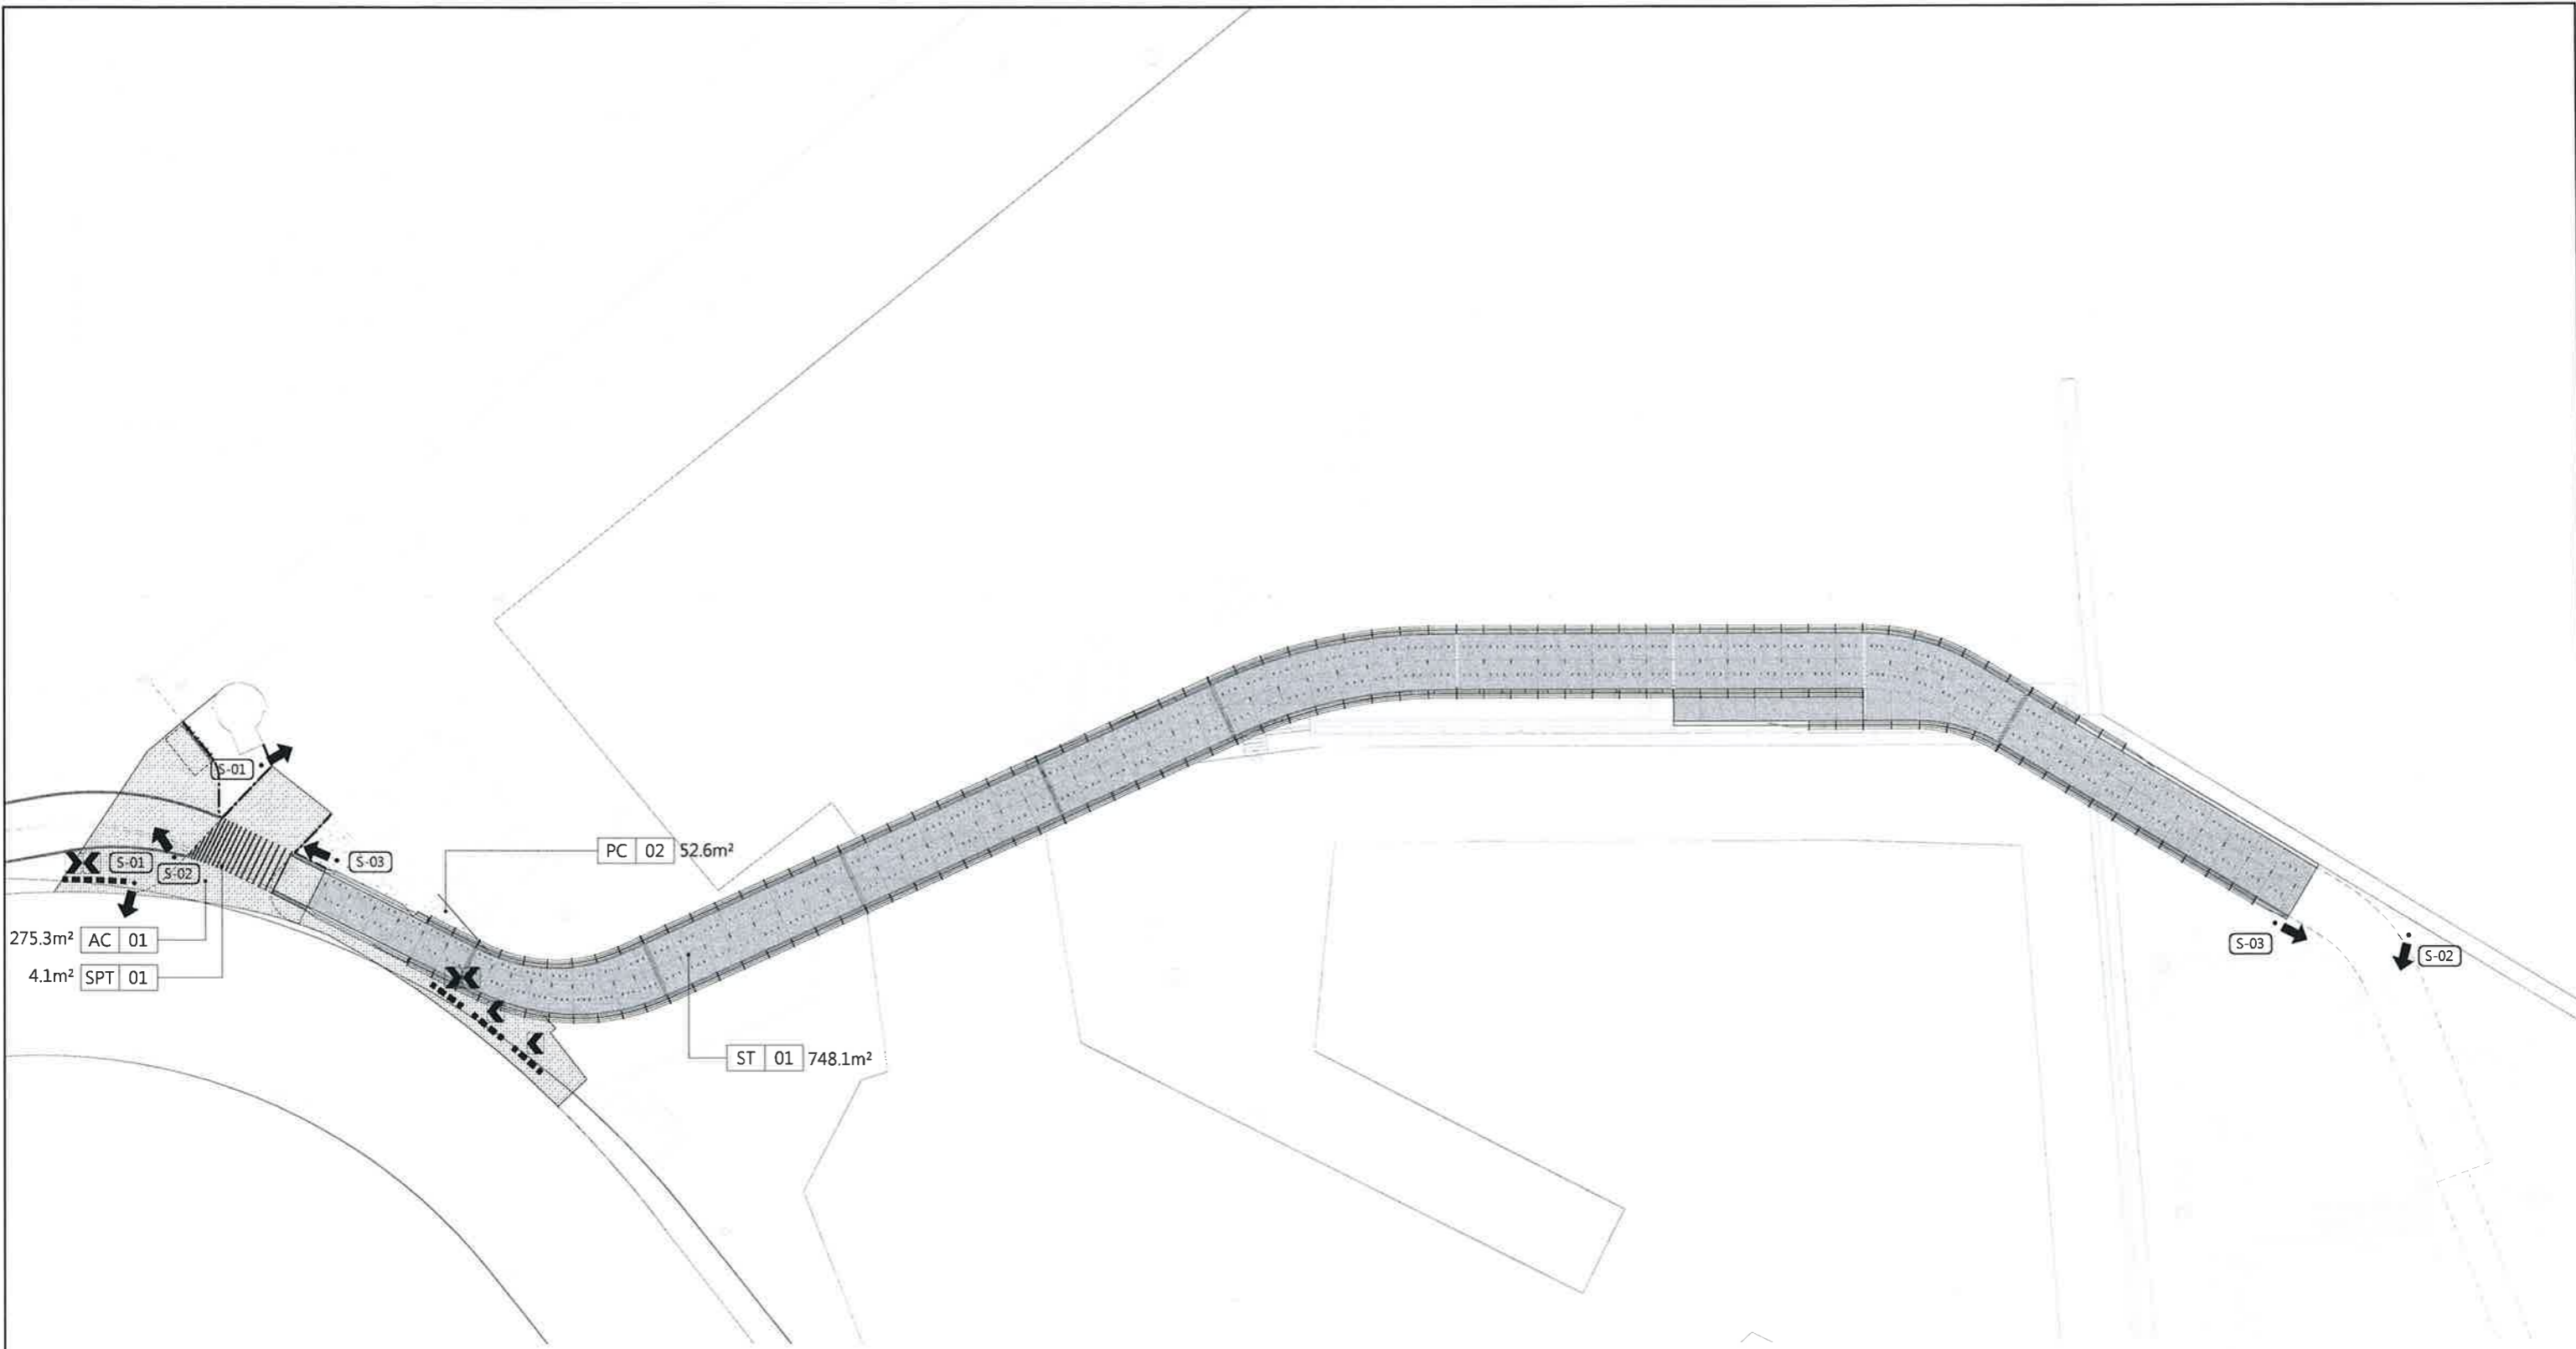 S-01
PC 02 52.6m²
S-01
S-02
S-03
275.3m² AC 01
4.1m² SPT 01
ST 01 748.1m²
S-03
S-02